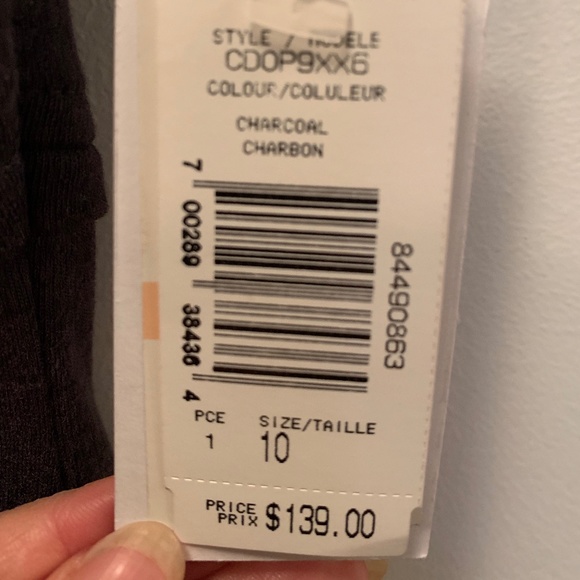 STYLE / MODELE
CDOP9XX6
COLOUR/COLULEUR
CHARCOAL
CHARBON
7 00289 38436 4
84490863
PCE SIZE/TAILLE
1 10
PRICE
PRIX $139.00